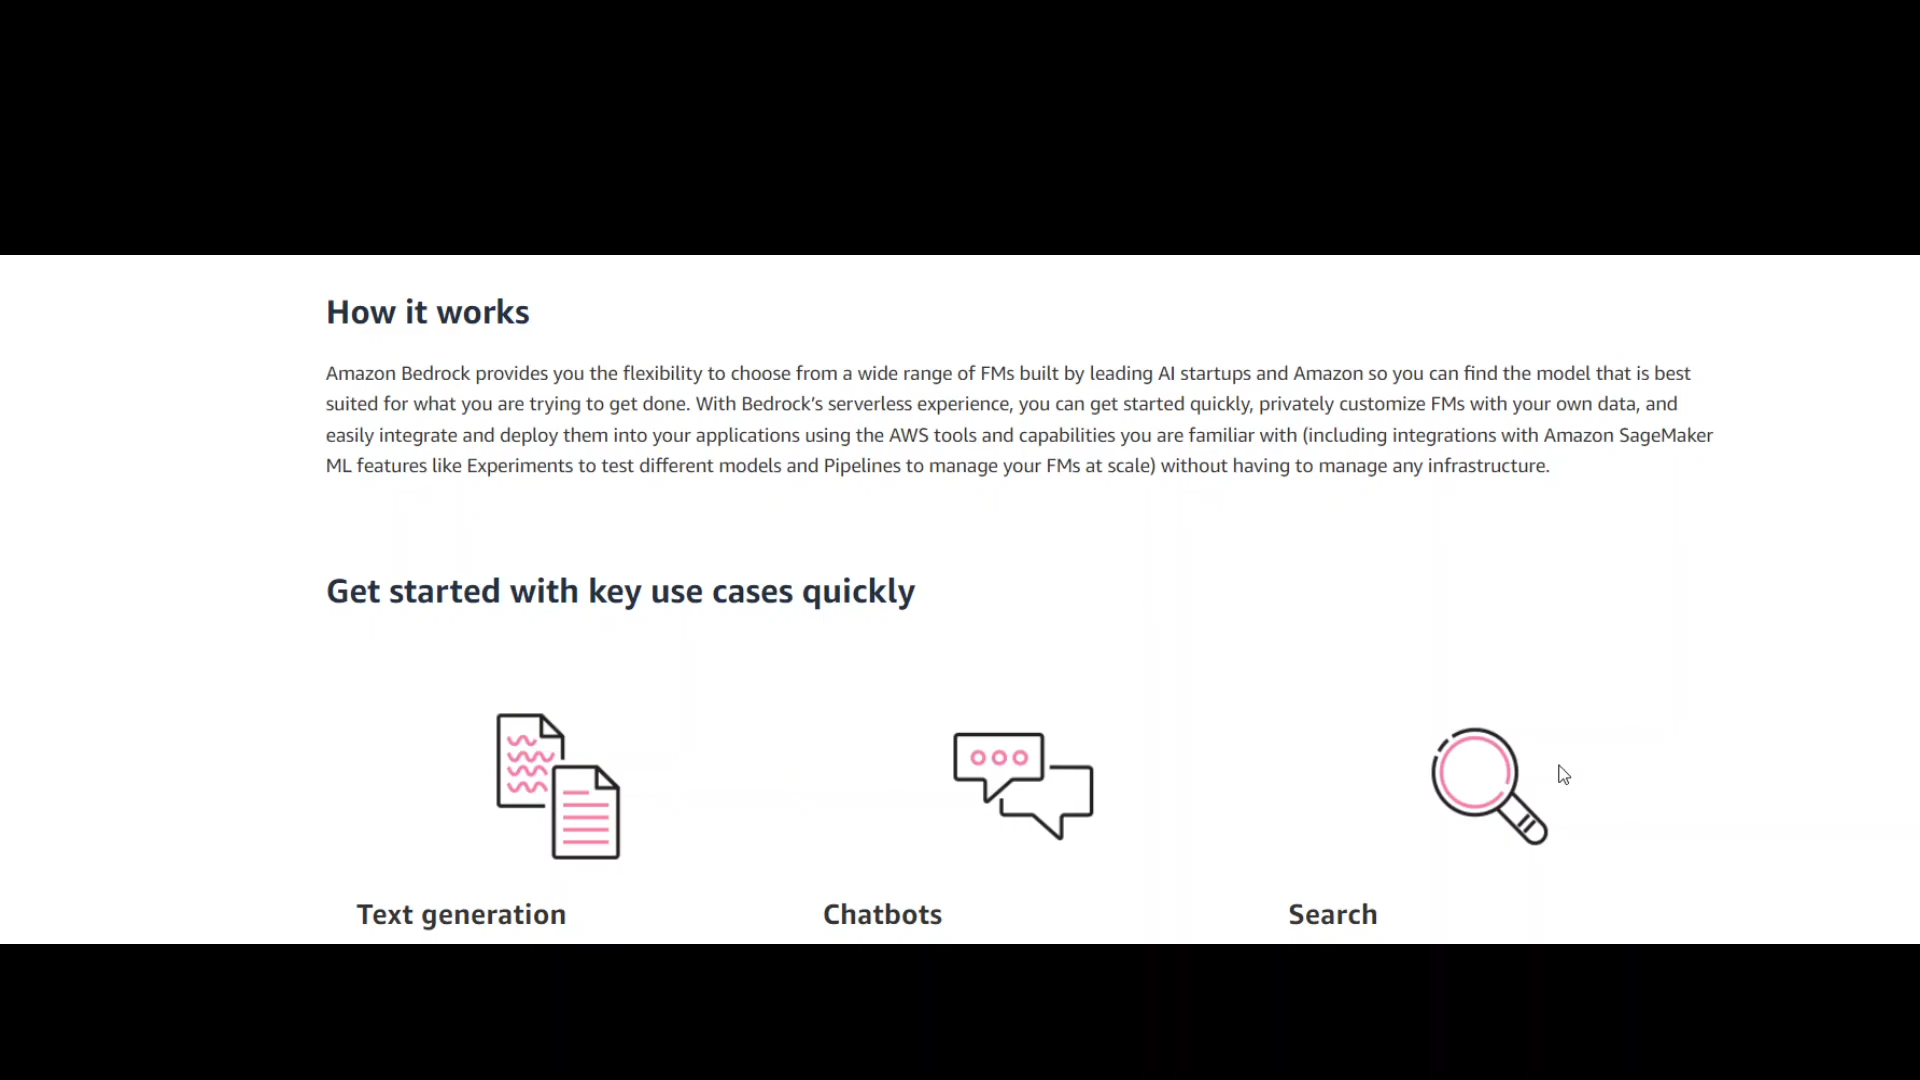 How it works
Amazon Bedrock provides you the flexibility to choose from a wide range of FMs built by leading AI startups and Amazon so you can find the model that is best
suited for what you are trying to get done. With Bedrock’s serverless experience, you can get started quickly, privately customize FMs with your own data, and
easily integrate and deploy them into your applications using the AWS tools and capabilities you are familiar with (including integrations with Amazon SageMaker
ML features like Experiments to test different models and Pipelines to manage your FMs at scale) without having to manage any infrastructure.
Get started with key use cases quickly
Text generation
Chatbots
Search